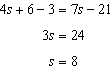 4s + 6 − 3 = 7s − 21
3s = 24
s = 8